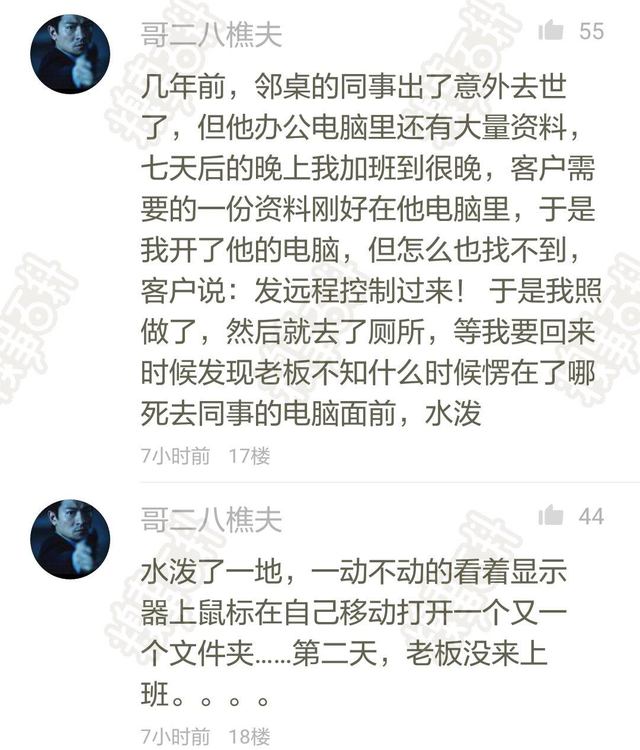 哥二八樵夫
55
几年前，邻桌的同事出了意外去世
了，但他办公电脑里还有大量资料，
七天后的晚上我加班到很晚，客户需
要的一份资料刚好在他电脑里，于是
我开了他的电脑，但怎么也找不到，
客户说：发远程控制过来！ 于是我照
做了，然后就去了厕所，等我要回来
时候发现老板不知什么时候愣在了哪
死去同事的电脑面前，水泼
7小时前 17楼
哥二八樵夫
44
水泼了一地，一动不动的看着显示
器上鼠标在自己移动打开一个又一
个文件夹......第二天，老板没来上
班。。。。
7小时前 18楼